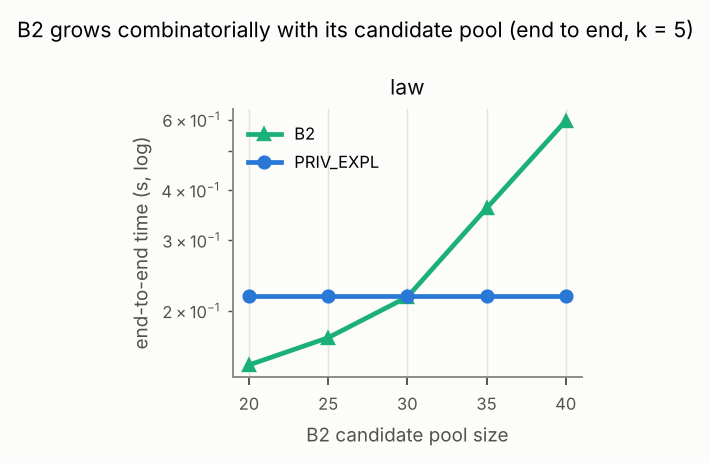 B2 grows combinatorially with its candidate pool (end to end, k = 5)
law
6 × 10⁻¹
4 × 10⁻¹
3 × 10⁻¹
2 × 10⁻¹
end-to-end time (s, log)
B2
PRIV_EXPL
20 25 30 35 40
B2 candidate pool size